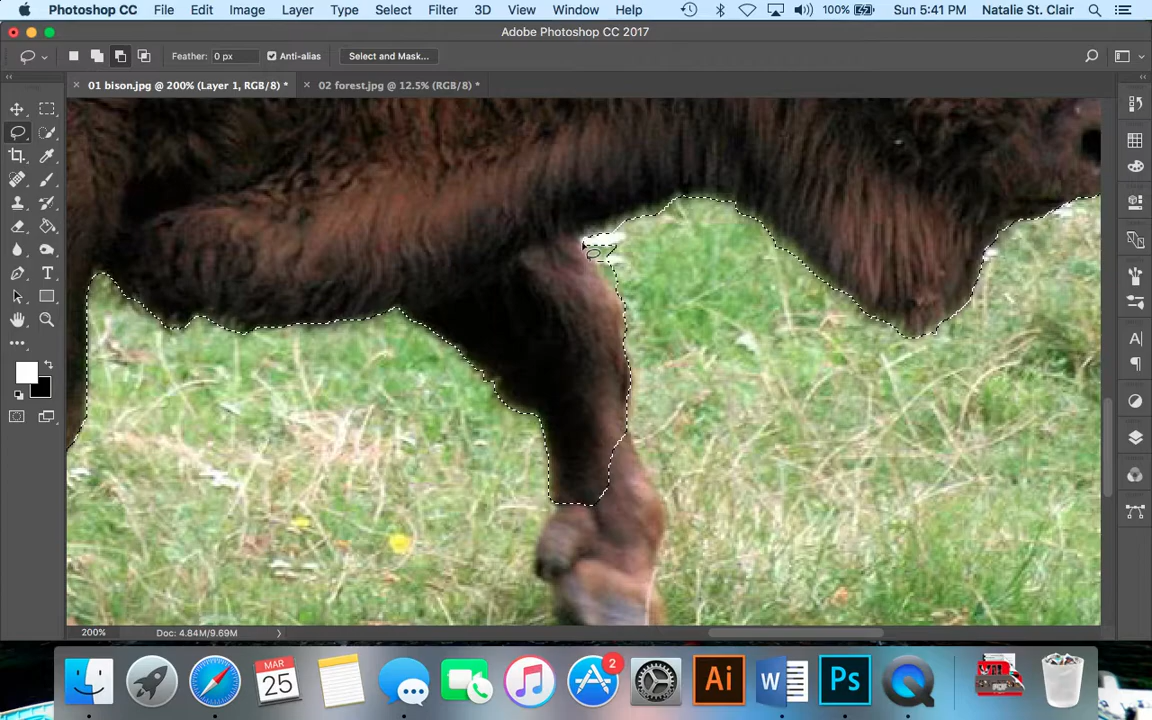 Photoshop CC File Edit Image Layer Type Select Filter 3D View Window Help 100% Sun 5:41 PM Natalie St. Clair
Adobe Photoshop CC 2017
Feather: 0 px Anti-alias Select and Mask...
01 bison.jpg @ 200% (Layer 1, RGB/8) * 02 forest.jpg @ 12.5% (RGB/8) *
200% Doc: 4.84M/9.69M
MAR
25
2
Ai
W
Ps